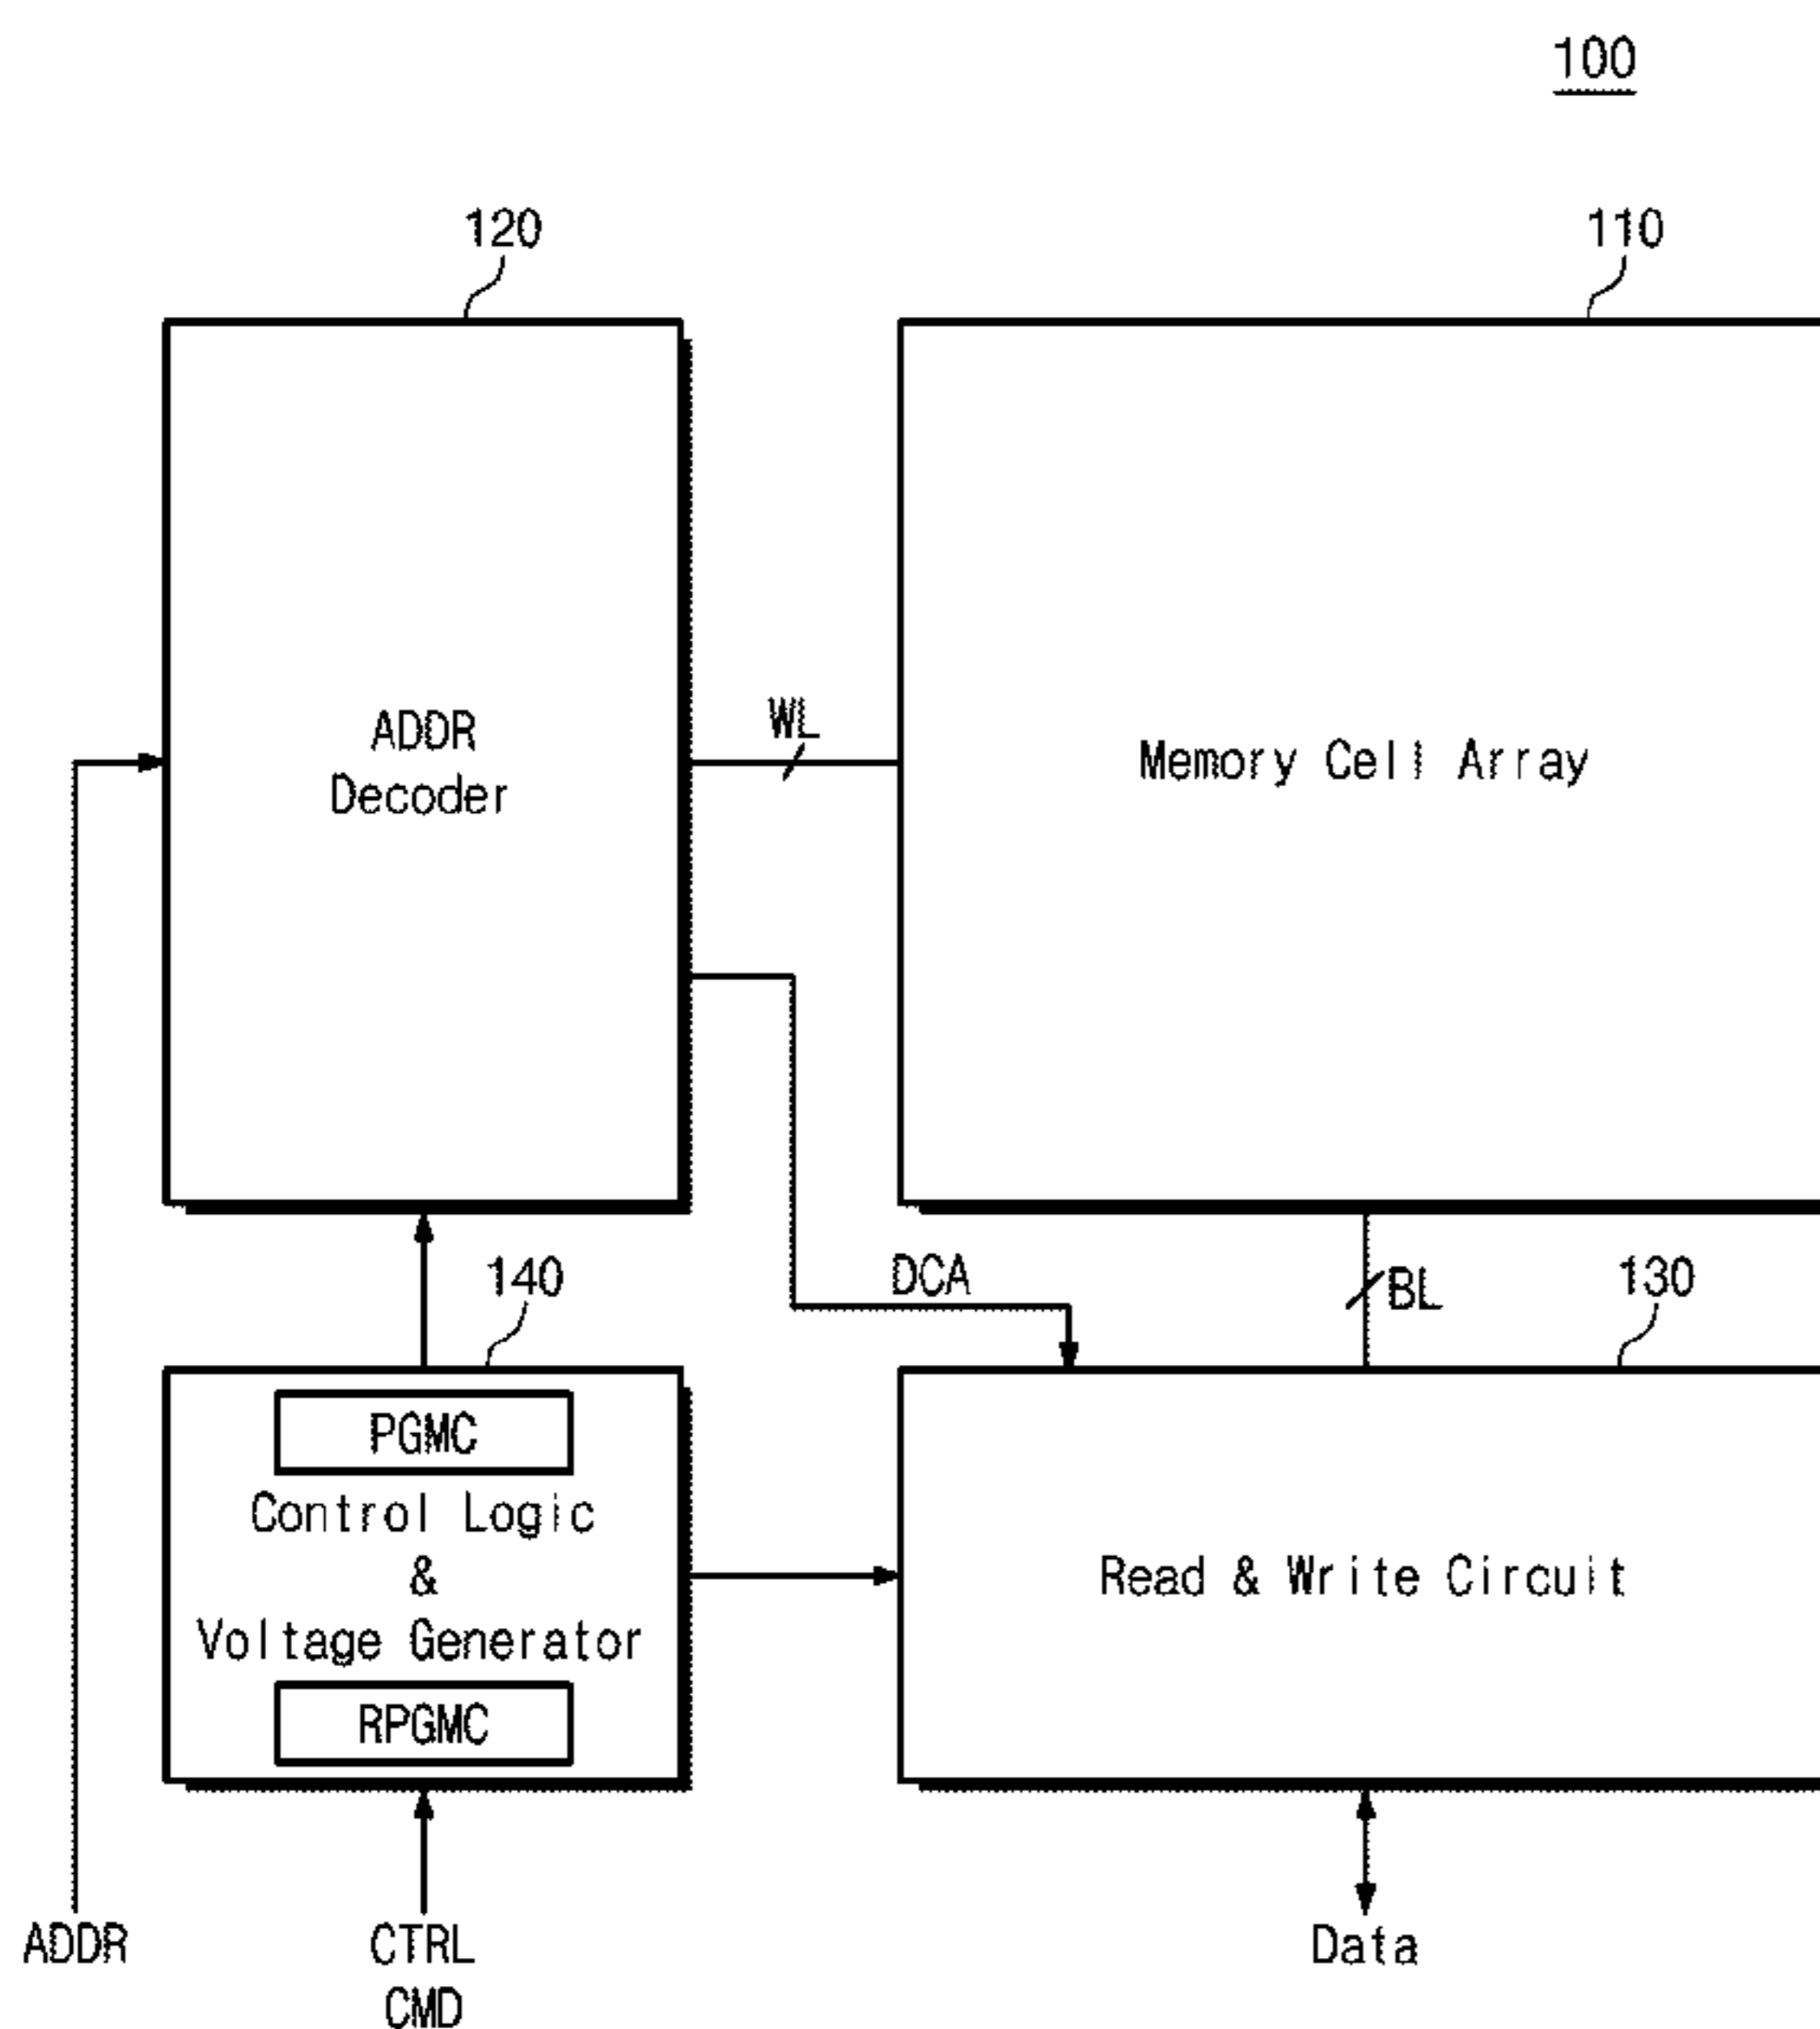 100
120
110
ADDR
Decoder
WL
Memory Cell Array
DCA
BL
140
130
PGMC
Control Logic
&
Voltage Generator
RPGMC
Read & Write Circuit
ADDR
CTRL
CMD
Data